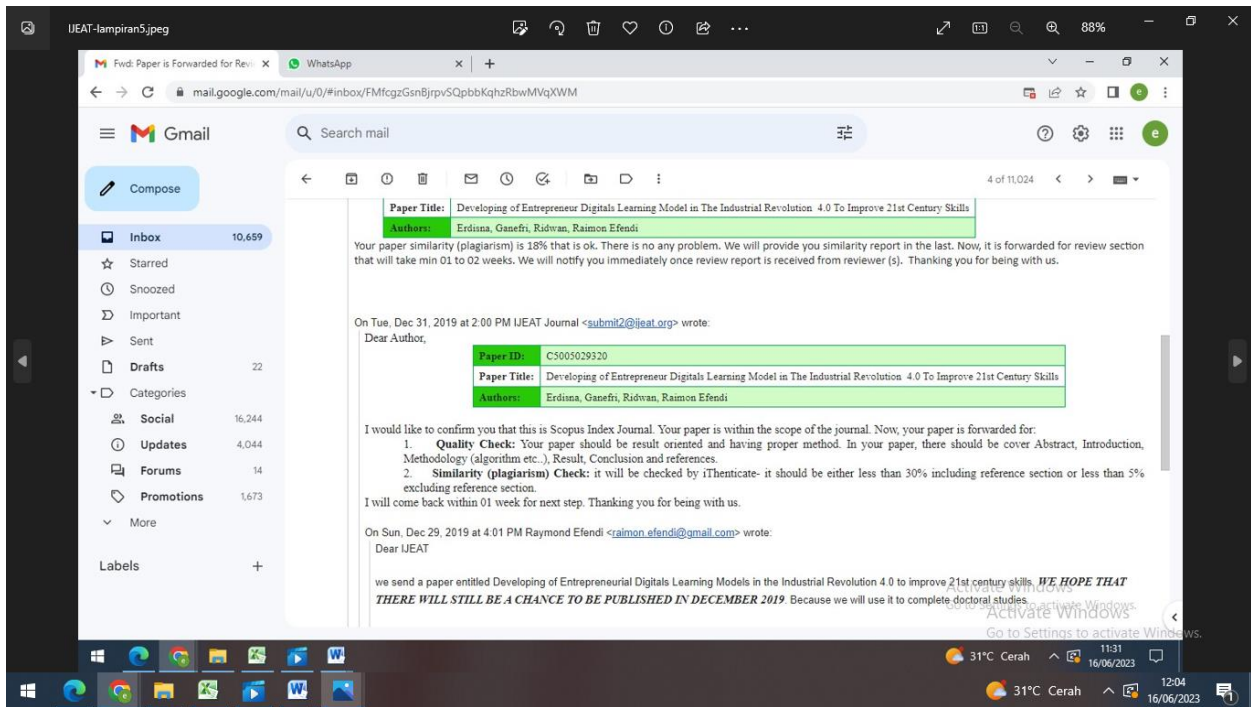 IJEAT-lampiran5.jpeg
88%
Fwd: Paper is Forwarded for Revi
WhatsApp
mail.google.com/mail/u/0/#inbox/FMfcgzGsnBjrpvSQpbbKqhzRbwMVqXWM
e
Gmail
Search mail
e
Compose
4 of 11,024
Inbox 10,659
Starred
Snoozed
Important
Sent
Drafts 22
Categories
Social 16,244
Updates 4,044
Forums 14
Promotions 1,673
More
Labels
Paper Title: Developing of Entrepreneur Digitals Learning Model in The Industrial Revolution 4.0 To Improve 21st Century Skills
Authors: Erdisna, Ganefri, Ridwan, Raimon Efendi
Your paper similarity (plagiarism) is 18% that is ok. There is no any problem. We will provide you similarity report in the last. Now, it is forwarded for review section
that will take min 01 to 02 weeks. We will notify you immediately once review report is received from reviewer (s). Thanking you for being with us.
On Tue, Dec 31, 2019 at 2:00 PM IJEAT Journal <submit2@ijeat.org> wrote:
Dear Author,
Paper ID: C5005029320
Paper Title: Developing of Entrepreneur Digitals Learning Model in The Industrial Revolution 4.0 To Improve 21st Century Skills
Authors: Erdisna, Ganefri, Ridwan, Raimon Efendi
I would like to confirm you that this is Scopus Index Journal. Your paper is within the scope of the journal. Now, your paper is forwarded for:
1. Quality Check: Your paper should be result oriented and having proper method. In your paper, there should be cover Abstract, Introduction,
Methodology (algorithm etc..), Result, Conclusion and references.
2. Similarity (plagiarism) Check: it will be checked by iThenticate- it should be either less than 30% including reference section or less than 5%
excluding reference section.
I will come back within 01 week for next step. Thanking you for being with us.
On Sun, Dec 29, 2019 at 4:01 PM Raymond Efendi <raimon.efendi@gmail.com> wrote:
Dear IJEAT
we send a paper entitled Developing of Entrepreneurial Digitals Learning Models in the Industrial Revolution 4.0 to improve 21st century skills. WE HOPE THAT
THERE WILL STILL BE A CHANCE TO BE PUBLISHED IN DECEMBER 2019. Because we will use it to complete doctoral studies.
Activate Windows
Go to Settings to activate Windows.
Activate Windows
Go to Settings to activate Windows.
31°C Cerah
11:31
16/06/2023
31°C Cerah
12:04
16/06/2023
1